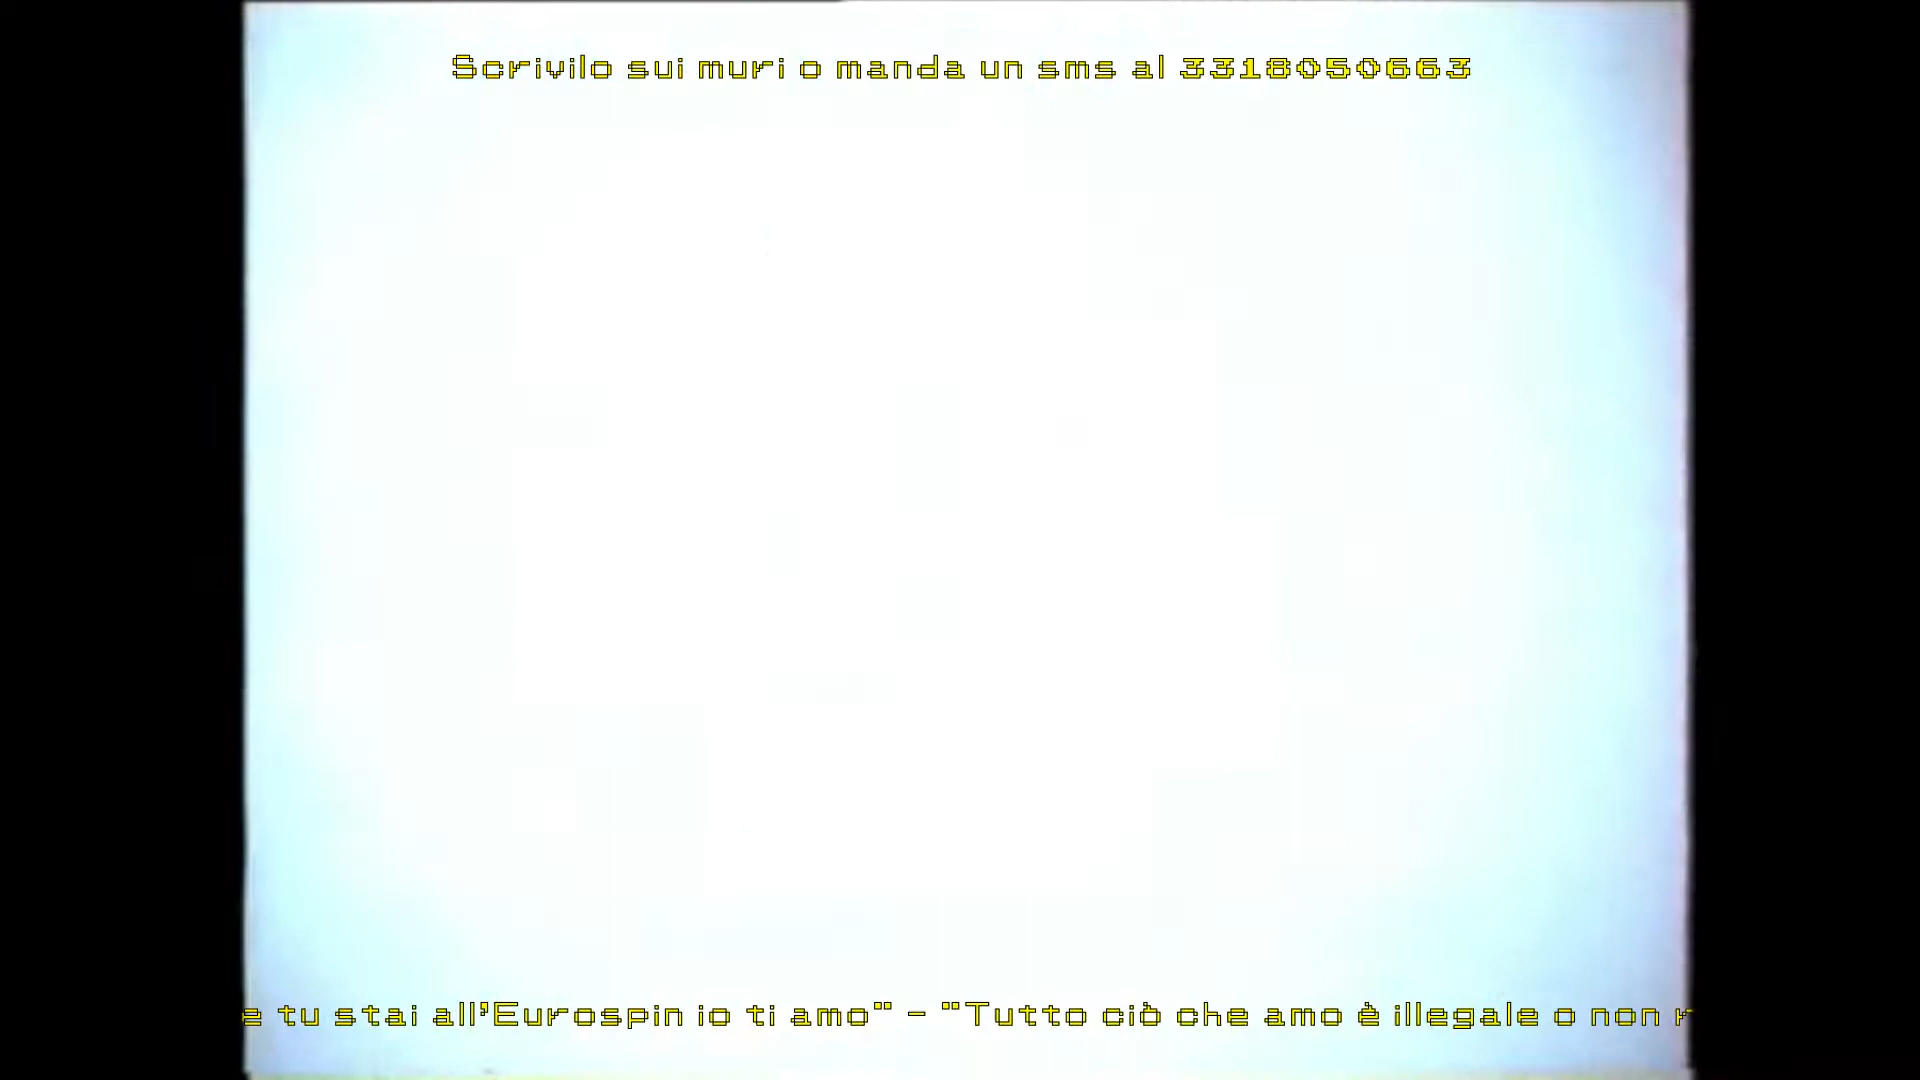 Scrivilo sui muri o manda un sms al 3318050663
e tu stai all'Eurospin io ti amo" - "Tutto ciò che amo è illegale o non